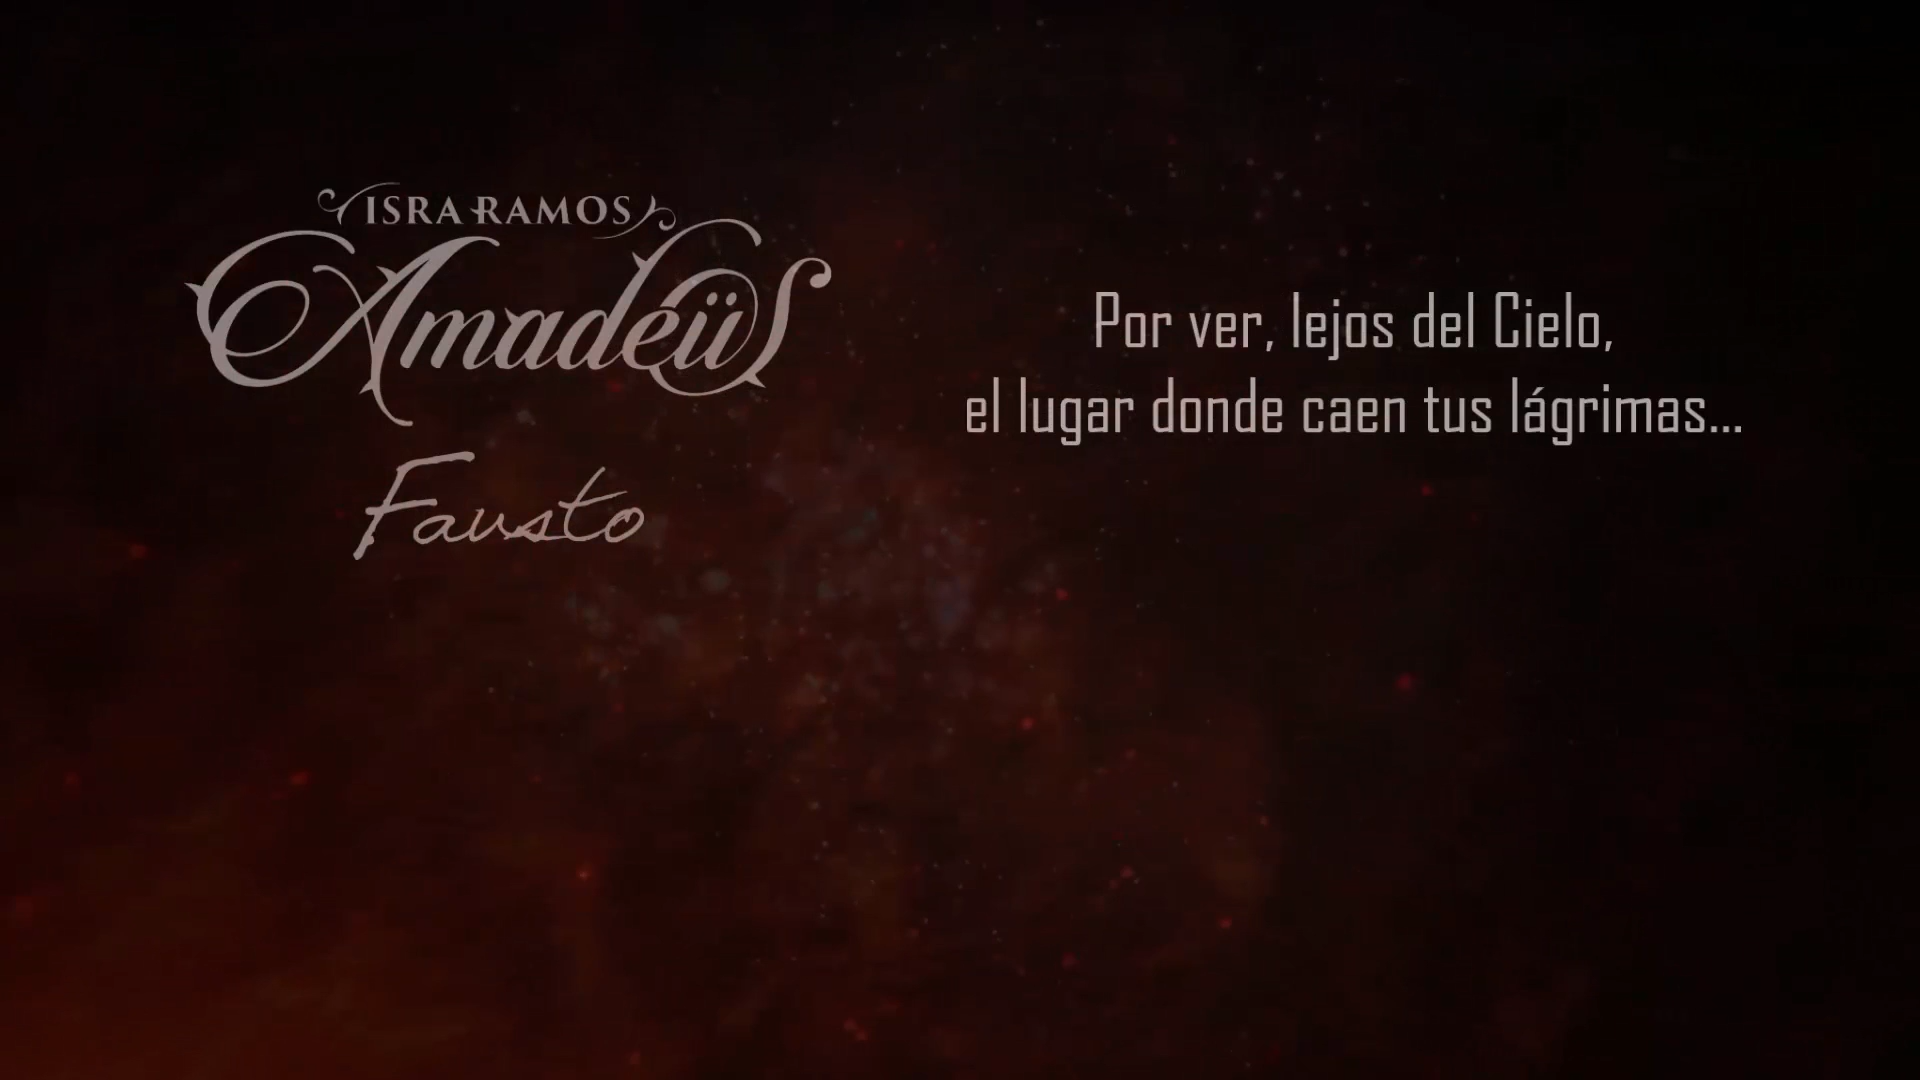 ISRA RAMOS
Amadeüs
Fausto
Por ver, lejos del Cielo,
el lugar donde caen tus lágrimas...